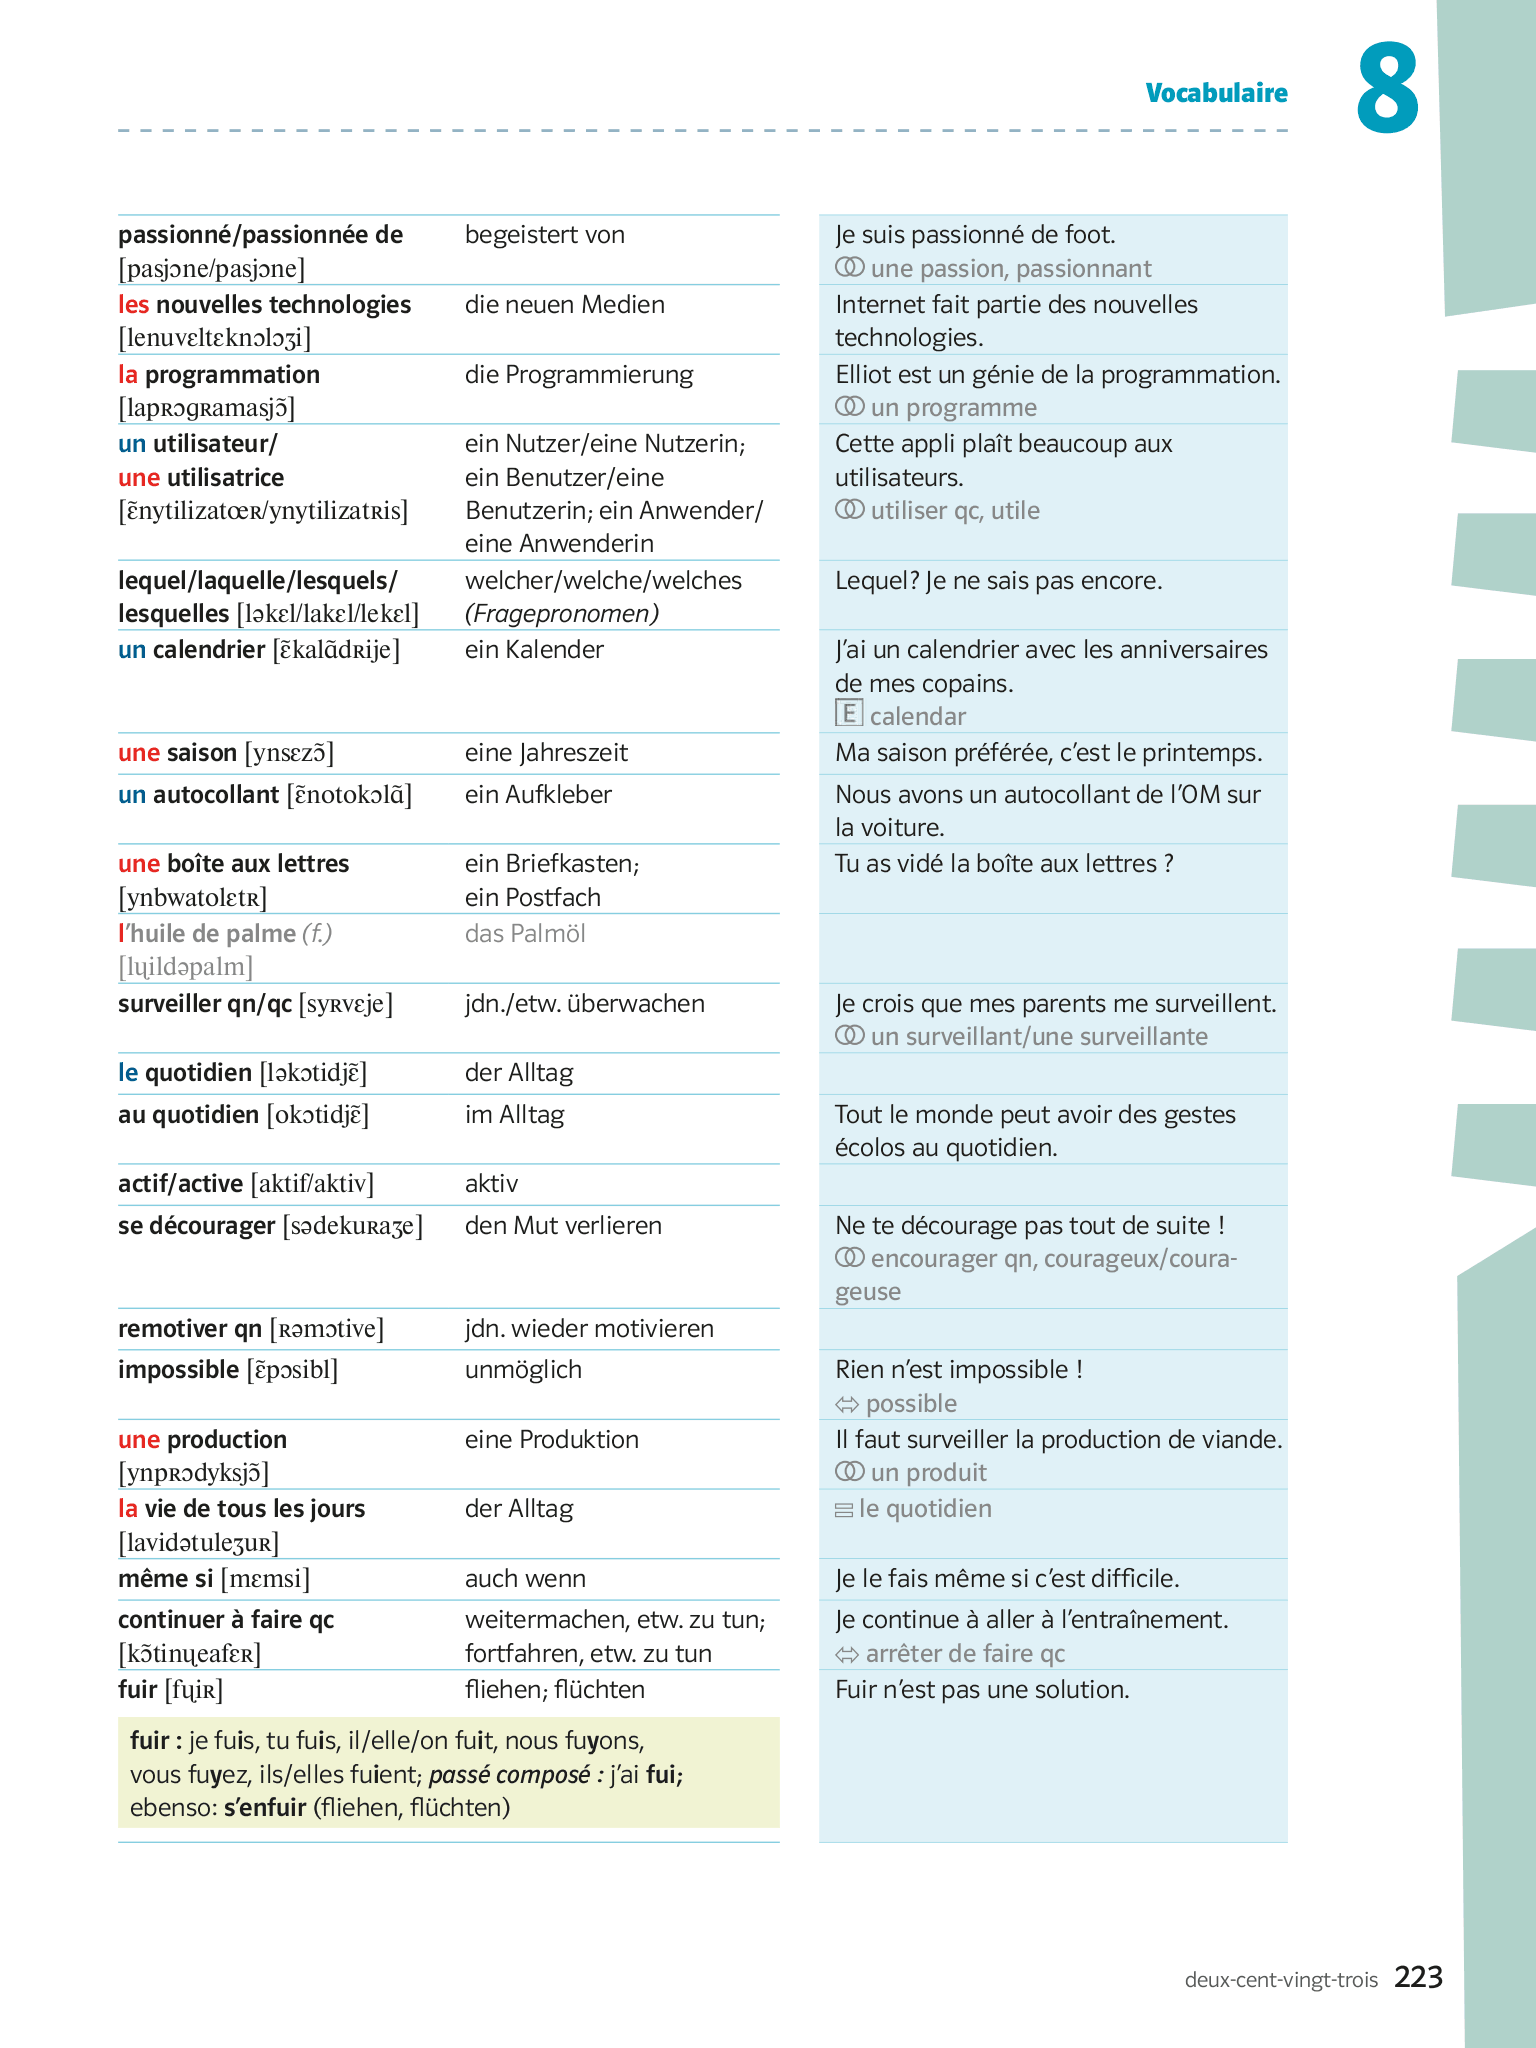 Vocabulaire
8
passionné/passionnée de
[pasjɔne/pasjɔne]
begeistert von
Je suis passionné de foot.
une passion, passionnant
les nouvelles technologies
[lenuvɛltɛknɔlɔʒi]
die neuen Medien
Internet fait partie des nouvelles
technologies.
la programmation
[lapʀɔɡʀamasjɔ̃]
die Programmierung
Elliot est un génie de la programmation.
un programme
un utilisateur/
une utilisatrice
[ɛ̃nytilizatœʀ/ynytilizatʀis]
ein Nutzer/eine Nutzerin;
ein Benutzer/eine
Benutzerin; ein Anwender/
eine Anwenderin
Cette appli plaît beaucoup aux
utilisateurs.
utiliser qc, utile
lequel/laquelle/lesquels/
lesquelles [ləkɛl/lakɛl/lekɛl]
welcher/welche/welches
(Fragepronomen)
Lequel? Je ne sais pas encore.
un calendrier [ɛ̃kalɑ̃dʀije]
ein Kalender
J’ai un calendrier avec les anniversaires
de mes copains.
E calendar
une saison [ynsɛzɔ̃]
eine Jahreszeit
Ma saison préférée, c’est le printemps.
un autocollant [ɛ̃notokɔlɑ̃]
ein Aufkleber
Nous avons un autocollant de l’OM sur
la voiture.
une boîte aux lettres
[ynbwatolɛtʀ]
ein Briefkasten;
ein Postfach
Tu as vidé la boîte aux lettres ?
l’huile de palme (f.)
[lɥildəpalm]
das Palmöl
surveiller qn/qc [syʀvɛje]
jdn./etw. überwachen
Je crois que mes parents me surveillent.
un surveillant/une surveillante
le quotidien [ləkɔtidjɛ̃]
der Alltag
au quotidien [okɔtidjɛ̃]
im Alltag
Tout le monde peut avoir des gestes
écolos au quotidien.
actif/active [aktif/aktiv]
aktiv
se décourager [sədekuʀaʒe]
den Mut verlieren
Ne te décourage pas tout de suite !
encourager qn, courageux/coura-
geuse
remotiver qn [ʀəmɔtive]
jdn. wieder motivieren
impossible [ɛ̃pɔsibl]
unmöglich
Rien n’est impossible !
⇔ possible
une production
[ynpʀɔdyksjɔ̃]
eine Produktion
Il faut surveiller la production de viande.
un produit
la vie de tous les jours
[lavidətuleʒuʀ]
der Alltag
= le quotidien
même si [mɛmsi]
auch wenn
Je le fais même si c’est difficile.
continuer à faire qc
[kɔ̃tinɥeafɛʀ]
weitermachen, etw. zu tun;
fortfahren, etw. zu tun
Je continue à aller à l’entraînement.
⇔ arrêter de faire qc
fuir [fɥiʀ]
fliehen; flüchten
Fuir n’est pas une solution.
fuir : je fuis, tu fuis, il/elle/on fuit, nous fuyons,
vous fuyez, ils/elles fuient; passé composé : j’ai fui;
ebenso: s’enfuir (fliehen, flüchten)
deux-cent-vingt-trois 223